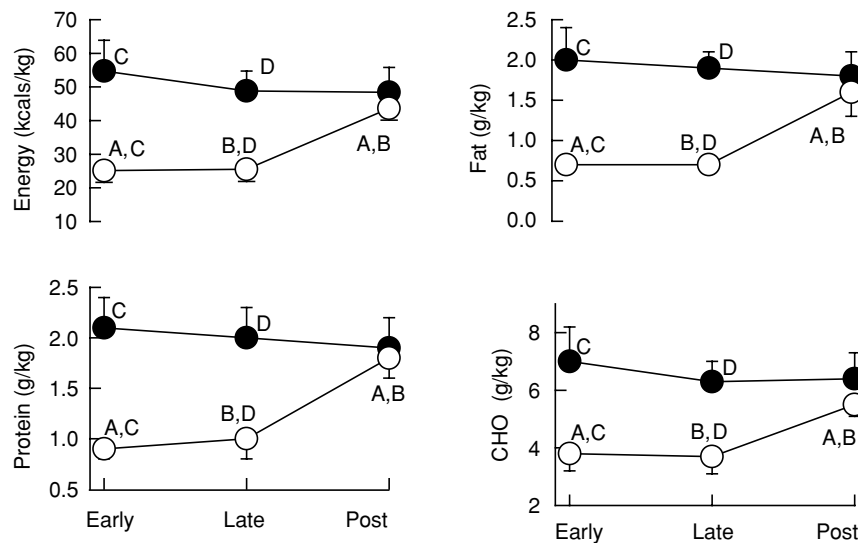 Energy (kcals/kg)
70
60
50
40
30
20
10
C
D
A,C
B,D
A,B
Fat (g/kg)
2.5
2.0
1.5
1.0
0.5
0.0
C
D
A,C
B,D
A,B
Protein (g/kg)
2.5
2.0
1.5
1.0
0.5
C
D
A,C
B,D
A,B
Early Late Post
CHO (g/kg)
8
6
4
2
C
D
A,C
B,D
A,B
Early Late Post